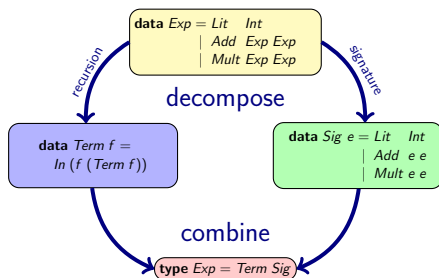 data Exp = Lit Int
| Add Exp Exp
| Mult Exp Exp
recursion
signature
decompose
data Term f =
In (f (Term f))
data Sig e = Lit Int
| Add e e
| Mult e e
combine
type Exp = Term Sig